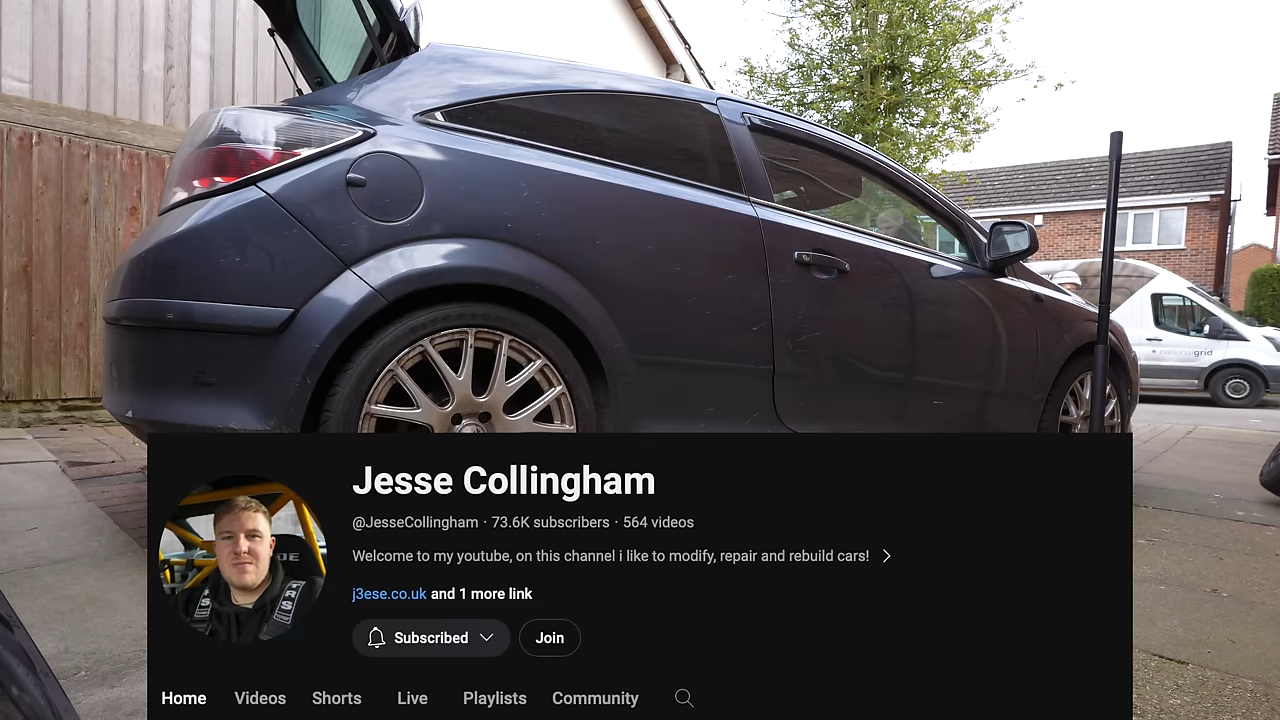 nationalgrid
Jesse Collingham
@JesseCollingham · 73.6K subscribers · 564 videos
Welcome to my youtube, on this channel i like to modify, repair and rebuild cars!
j3ese.co.uk and 1 more link
Subscribed
Join
Home Videos Shorts Live Playlists Community